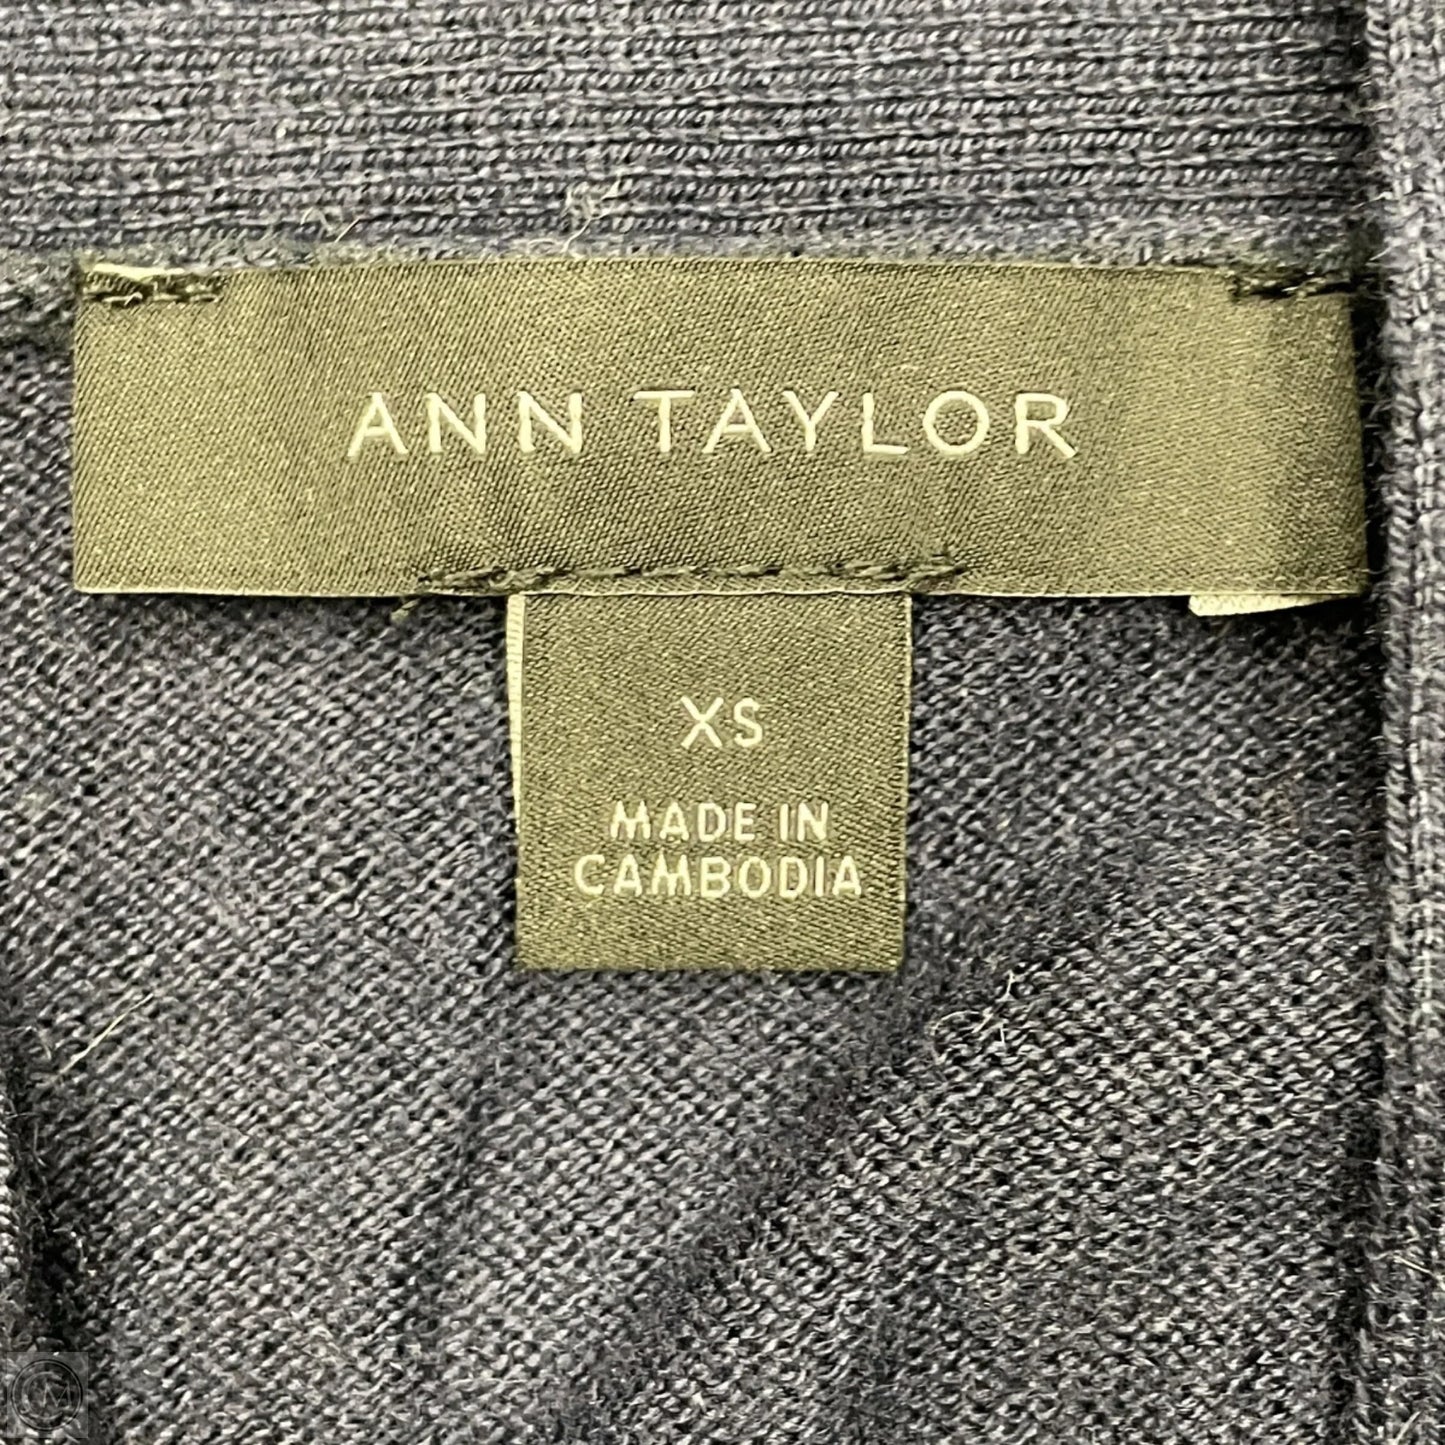 ANN TAYLOR
XS
MADE IN
CAMBODIA